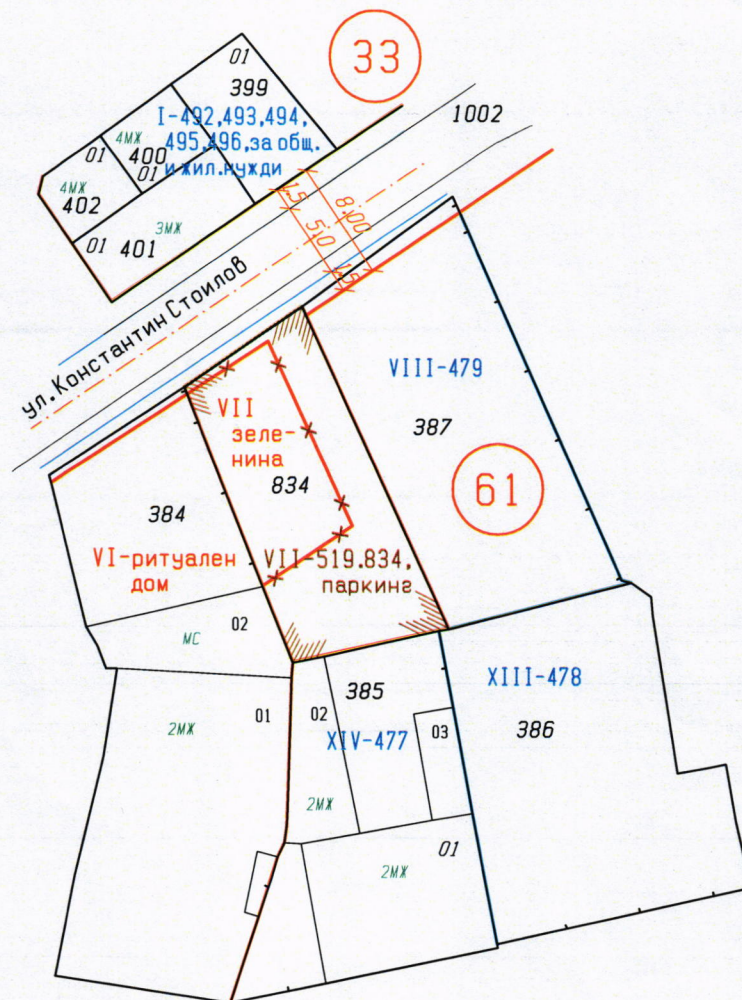 33
01
399
I-492,493,494,
495,496,за общ.
и жил.нужди
1002
4МЖ
01
400
01
4МЖ
402
3МЖ
01
401
1.5
5.0
1.5
8.00
ул.Константин Стоилов
VIII-479
387
VII
зеле-
нина
834
61
384
VI-ритуален
дом
VII-519.834,
паркинг
МС
02
XIII-478
386
385
02
01
2МЖ
XIV-477
03
2МЖ
01
2МЖ